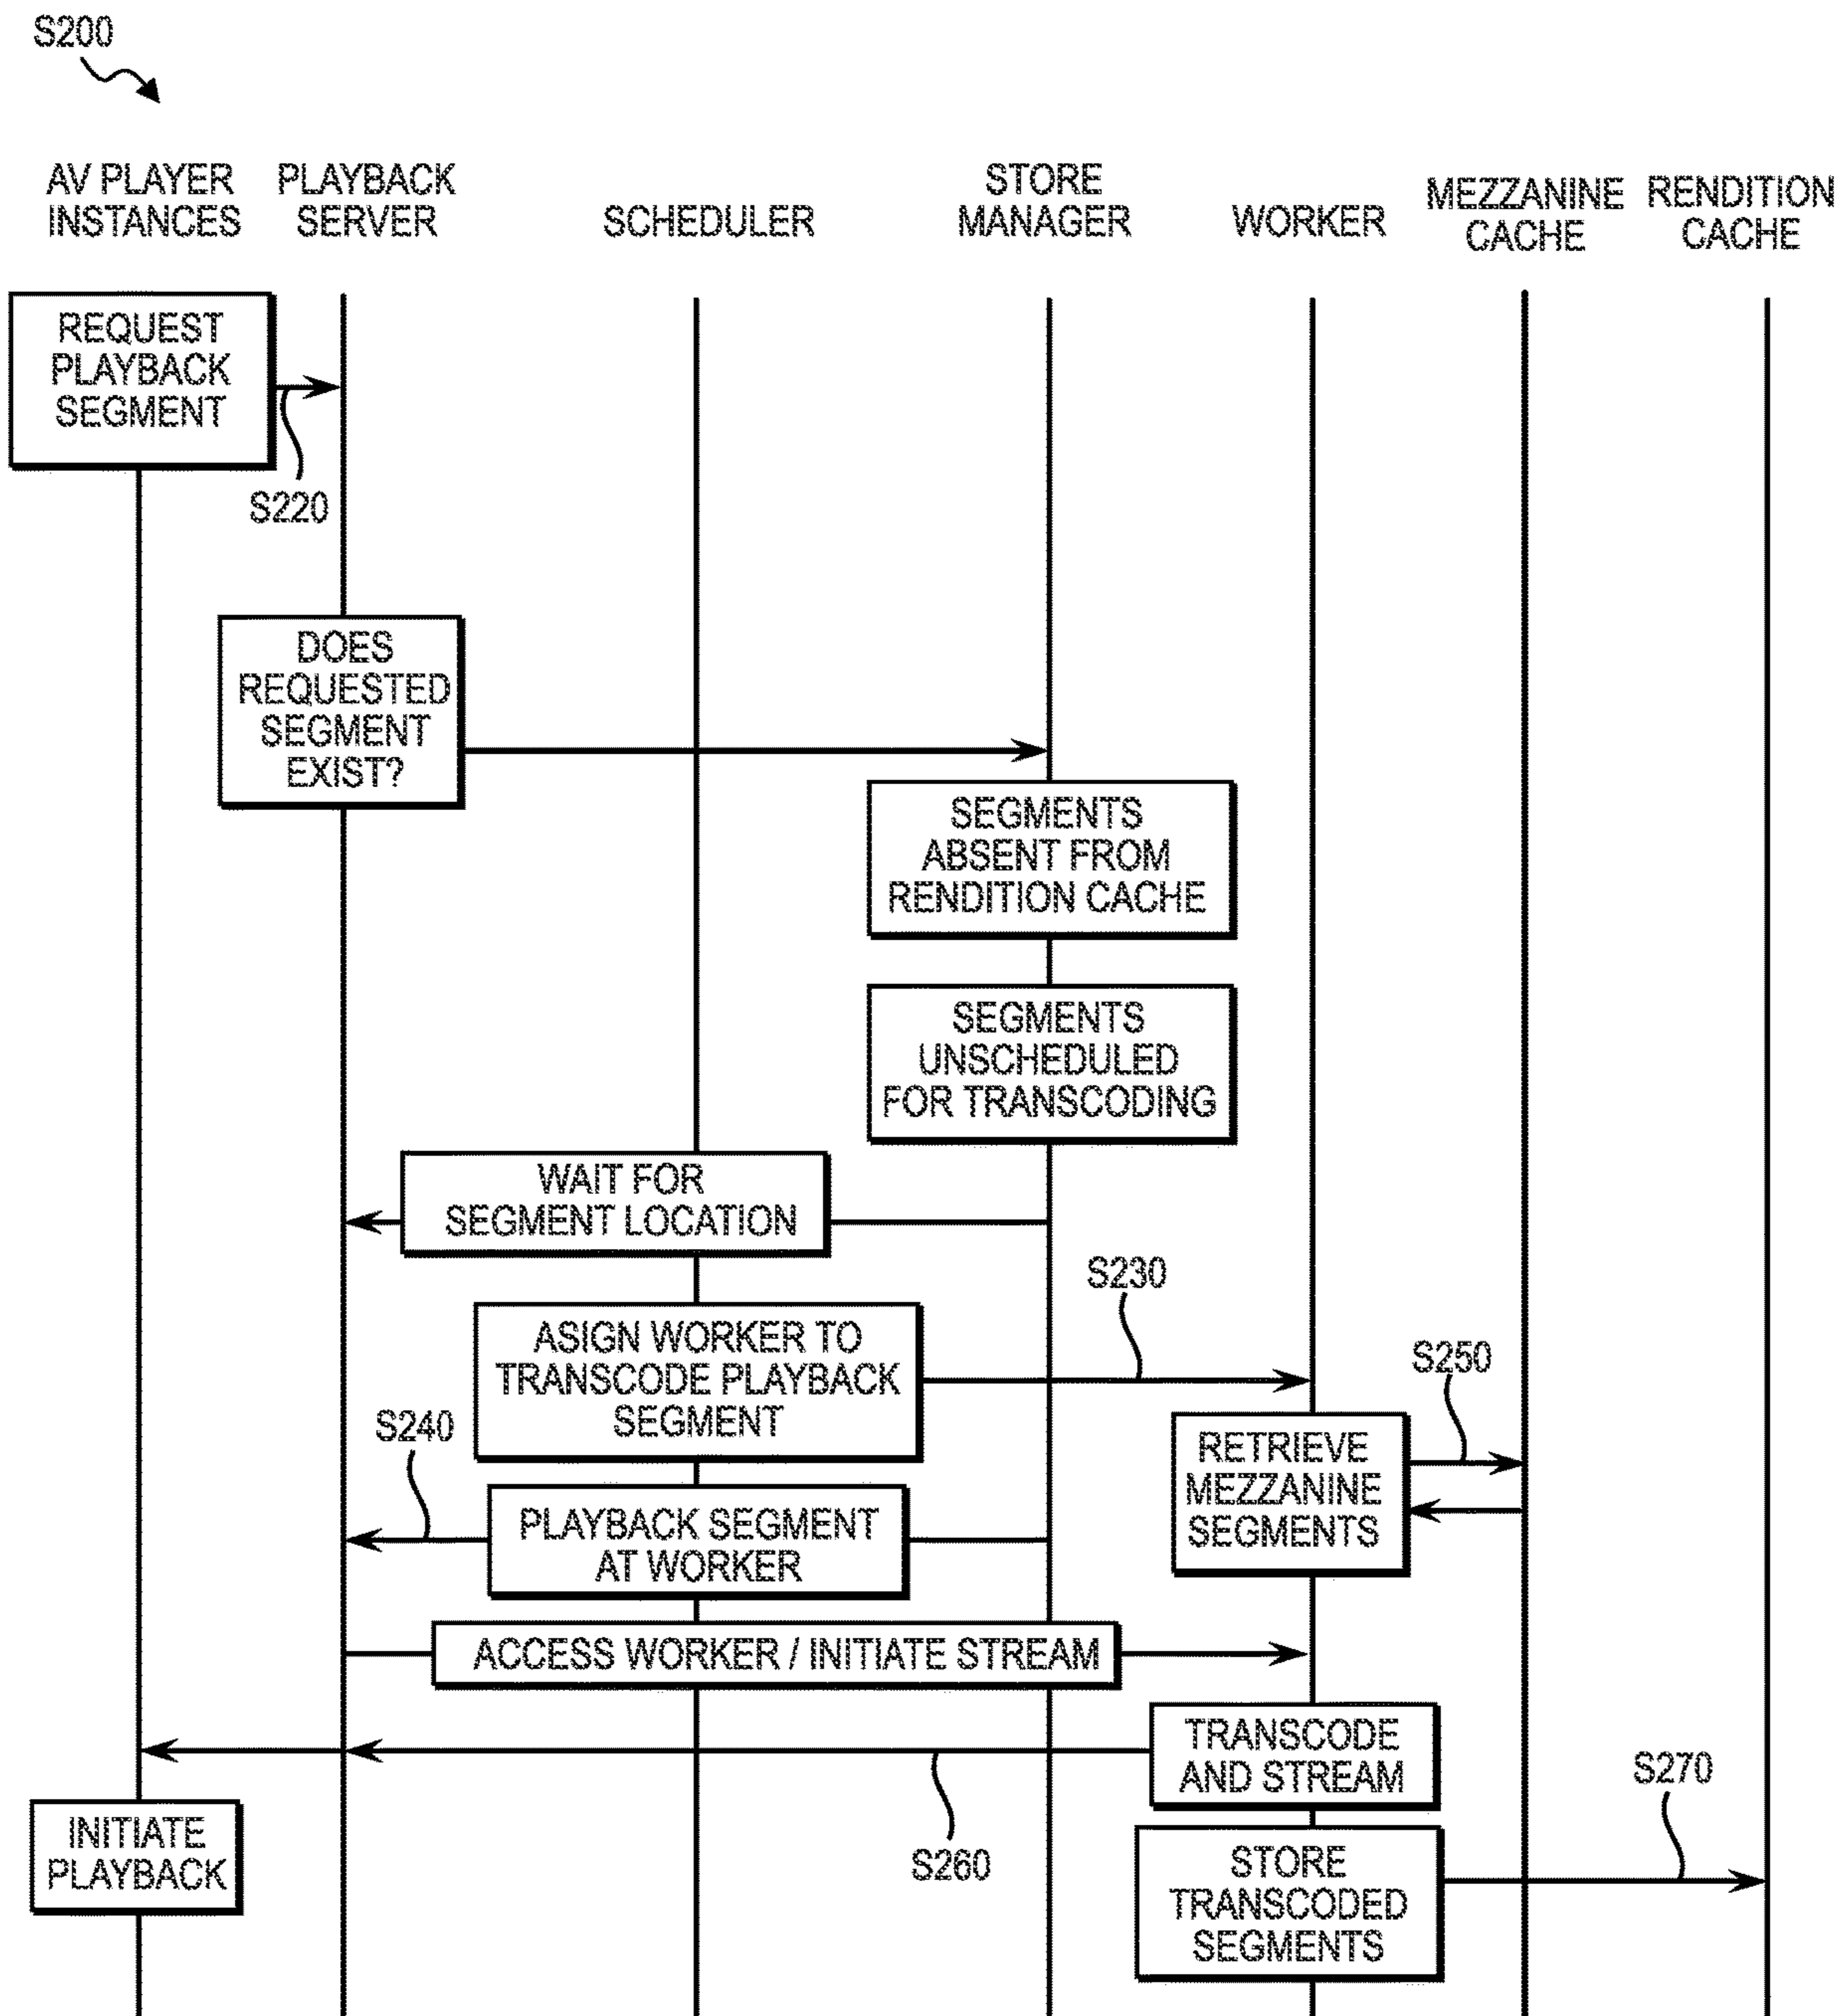 S200
AV PLAYER
INSTANCES
PLAYBACK
SERVER
SCHEDULER
STORE
MANAGER
WORKER
MEZZANINE
CACHE
RENDITION
CACHE
REQUEST
PLAYBACK
SEGMENT
S220
DOES
REQUESTED
SEGMENT
EXIST?
SEGMENTS
ABSENT FROM
RENDITION CACHE
SEGMENTS
UNSCHEDULED
FOR TRANSCODING
WAIT FOR
SEGMENT LOCATION
S230
ASIGN WORKER TO
TRANSCODE PLAYBACK
SEGMENT
S250
RETRIEVE
MEZZANINE
SEGMENTS
S240
PLAYBACK SEGMENT
AT WORKER
ACCESS WORKER / INITIATE STREAM
TRANSCODE
AND STREAM
S260
S270
INITIATE
PLAYBACK
STORE
TRANSCODED
SEGMENTS